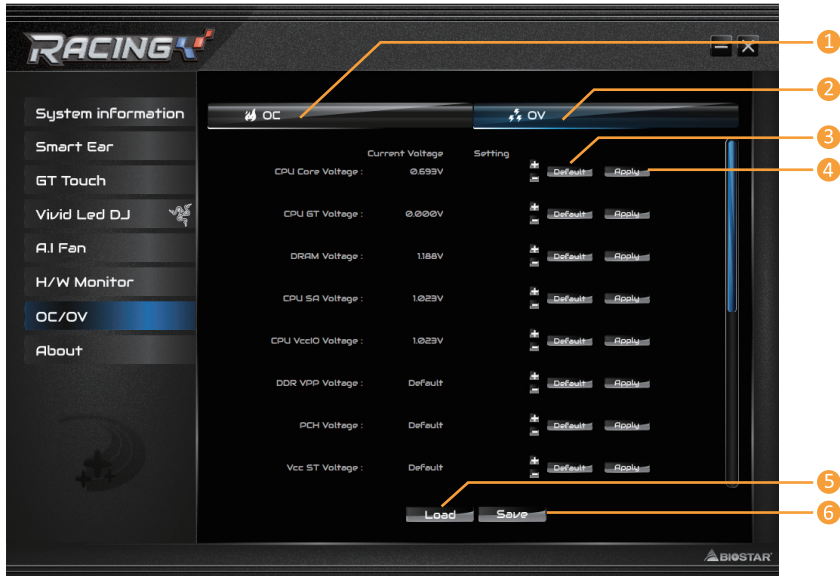 RACING
1
2
3
4
5
6
System information
Smart Ear
GT Touch
Vivid Led DJ
A.I Fan
H/W Monitor
OC/OV
About
OC
OV
Current Voltage Setting
CPU Core Voltage : 0.693V + - Default Apply
CPU GT Voltage : 0.000V + - Default Apply
DRAM Voltage : 1.188V + - Default Apply
CPU SA Voltage : 1.023V + - Default Apply
CPU VccIO Voltage : 1.023V + - Default Apply
DDR VPP Voltage : Default + - Default Apply
PCH Voltage : Default + - Default Apply
Vcc ST Voltage : Default + - Default Apply
Load Save
BIOSTAR